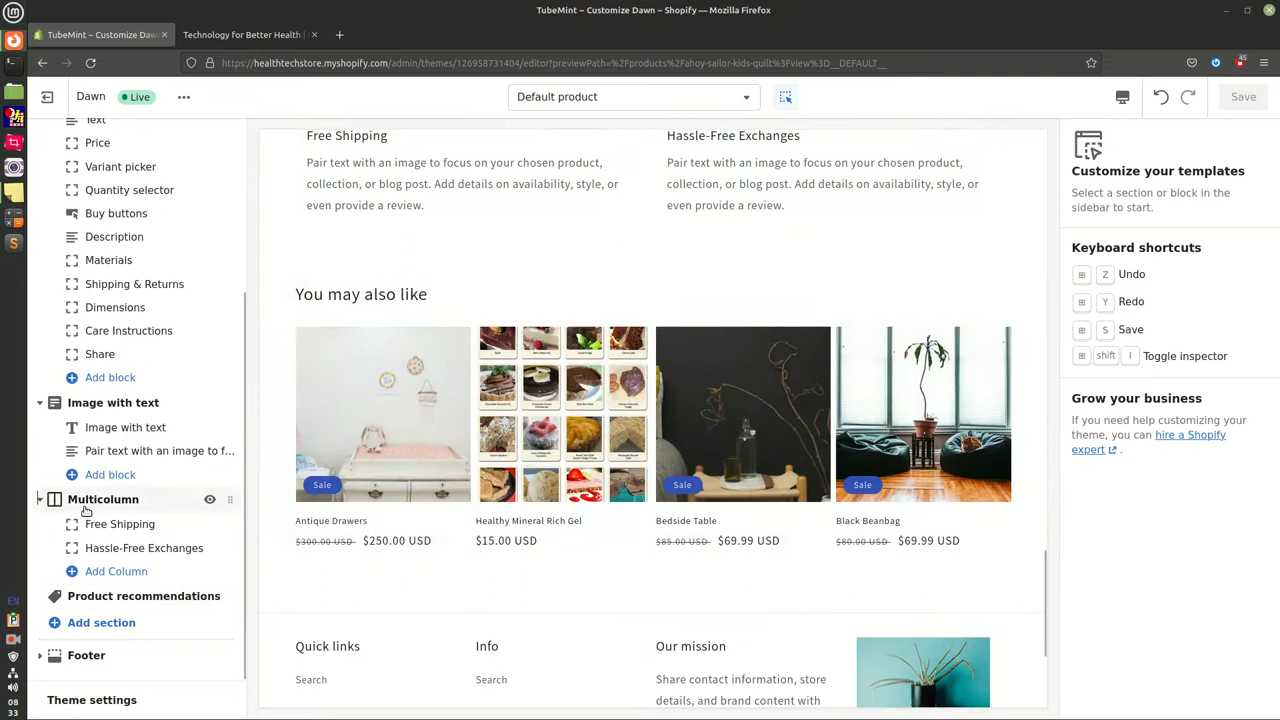 TubeMint ~ Customize Dawn ~ Shopify — Mozilla Firefox
TubeMint ~ Customize Dawn
Technology for Better Health |
https://healthtechstore.myshopify.com/admin/themes/126958731404/editor?previewPath=%2Fproducts%2Fahoy-sailor-kids-quilt%3Fview%3D__DEFAULT__
45
Dawn
Live
Default product
Save
Text
Price
Variant picker
Quantity selector
Buy buttons
Description
Materials
Shipping & Returns
Dimensions
Care Instructions
Share
Add block
Image with text
Image with text
Pair text with an image to f...
Add block
Multicolumn
Free Shipping
Hassle-Free Exchanges
Add Column
Product recommendations
Add section
Footer
Theme settings
Free Shipping
Pair text with an image to focus on your chosen product,
collection, or blog post. Add details on availability, style, or
even provide a review.
Hassle-Free Exchanges
Pair text with an image to focus on your chosen product,
collection, or blog post. Add details on availability, style, or
even provide a review.
You may also like
Sale
Sale
Sale
Antique Drawers
$300.00 USD $250.00 USD
Healthy Mineral Rich Gel
$15.00 USD
Bedside Table
$85.00 USD $69.99 USD
Black Beanbag
$80.00 USD $69.99 USD
Quick links
Search
Info
Search
Our mission
Share contact information, store
details, and brand content with
Customize your templates
Select a section or block in the
sidebar to start.
Keyboard shortcuts
Z Undo
Y Redo
S Save
shift I Toggle inspector
Grow your business
If you need help customizing your
theme, you can hire a Shopify
expert .
EN
08
33